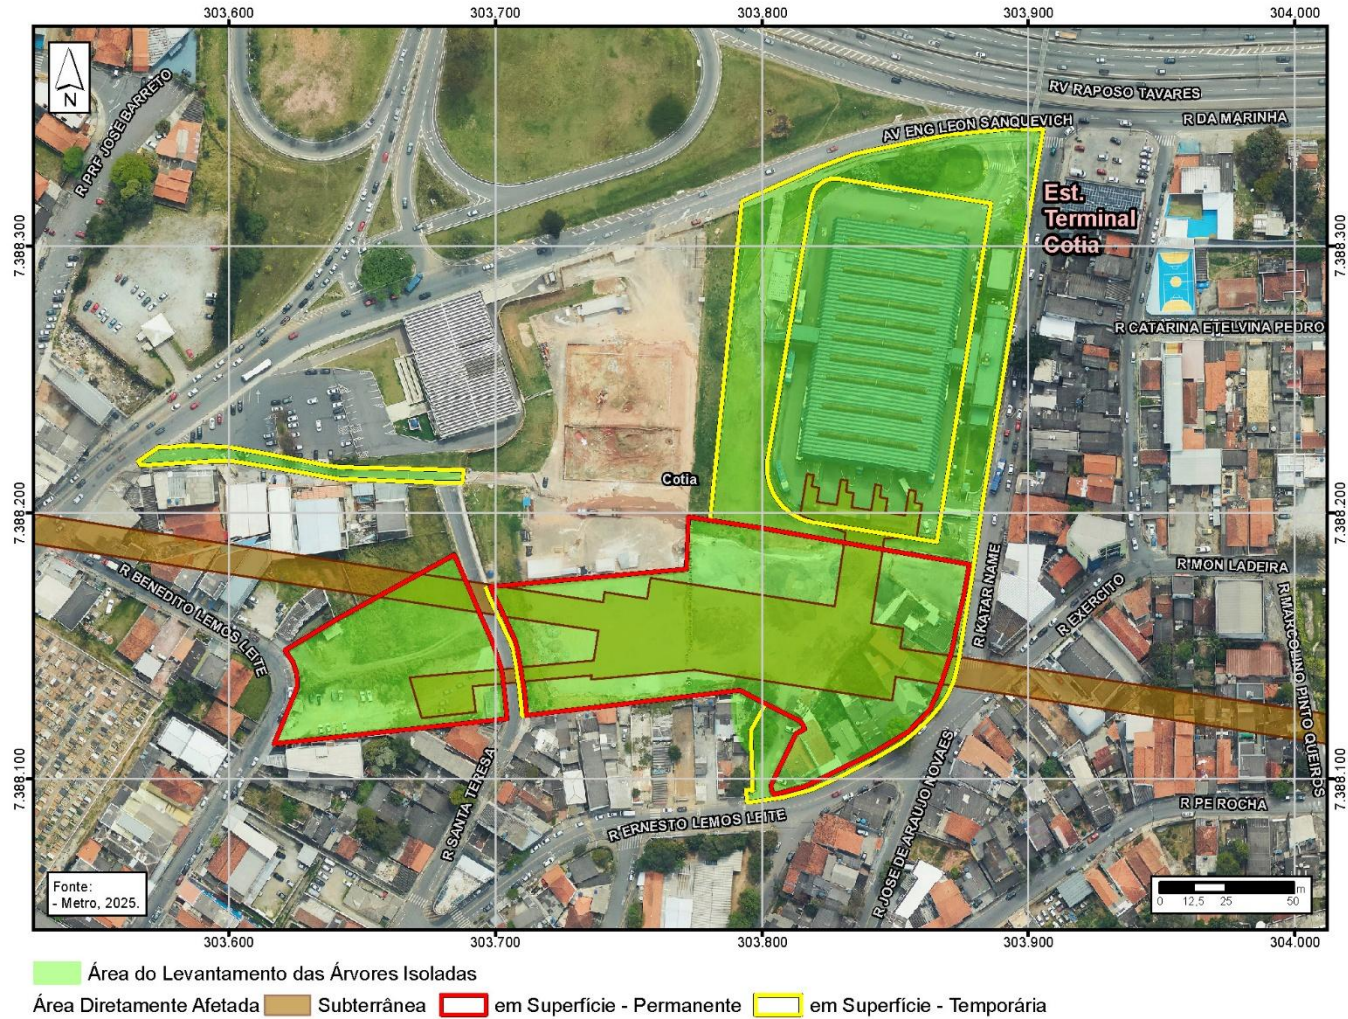 303.600
303.700
303.800
303.900
304.000
RV RAPOSO TAVARES
AV ENG LEON SANQUEVICH
R DA MARINHA
R PRF JOSE BARRETO
N
Est.
Terminal
Cotia
7.388.300
7.388.300
R CATARINA ETELVINA PEDRO
Cotia
7.388.200
7.388.200
R MON LADEIRA
R KATARI NAME
R EXERCITO
R BENEDITO LEMOS LEITE
R MARCOLINO PINTO QUEIROS
7.388.100
7.388.100
R SANTA TERESA
R ERNESTO LEMOS LEITE
R JOSE DE ARAUJO NOVAES
R PE ROCHA
Fonte:
- Metro, 2025.
m
0 12.5 25 50
303.600
303.700
303.800
303.900
304.000
Área do Levantamento das Árvores Isoladas
Área Diretamente Afetada Subterrânea em Superfície - Permanente em Superfície - Temporária